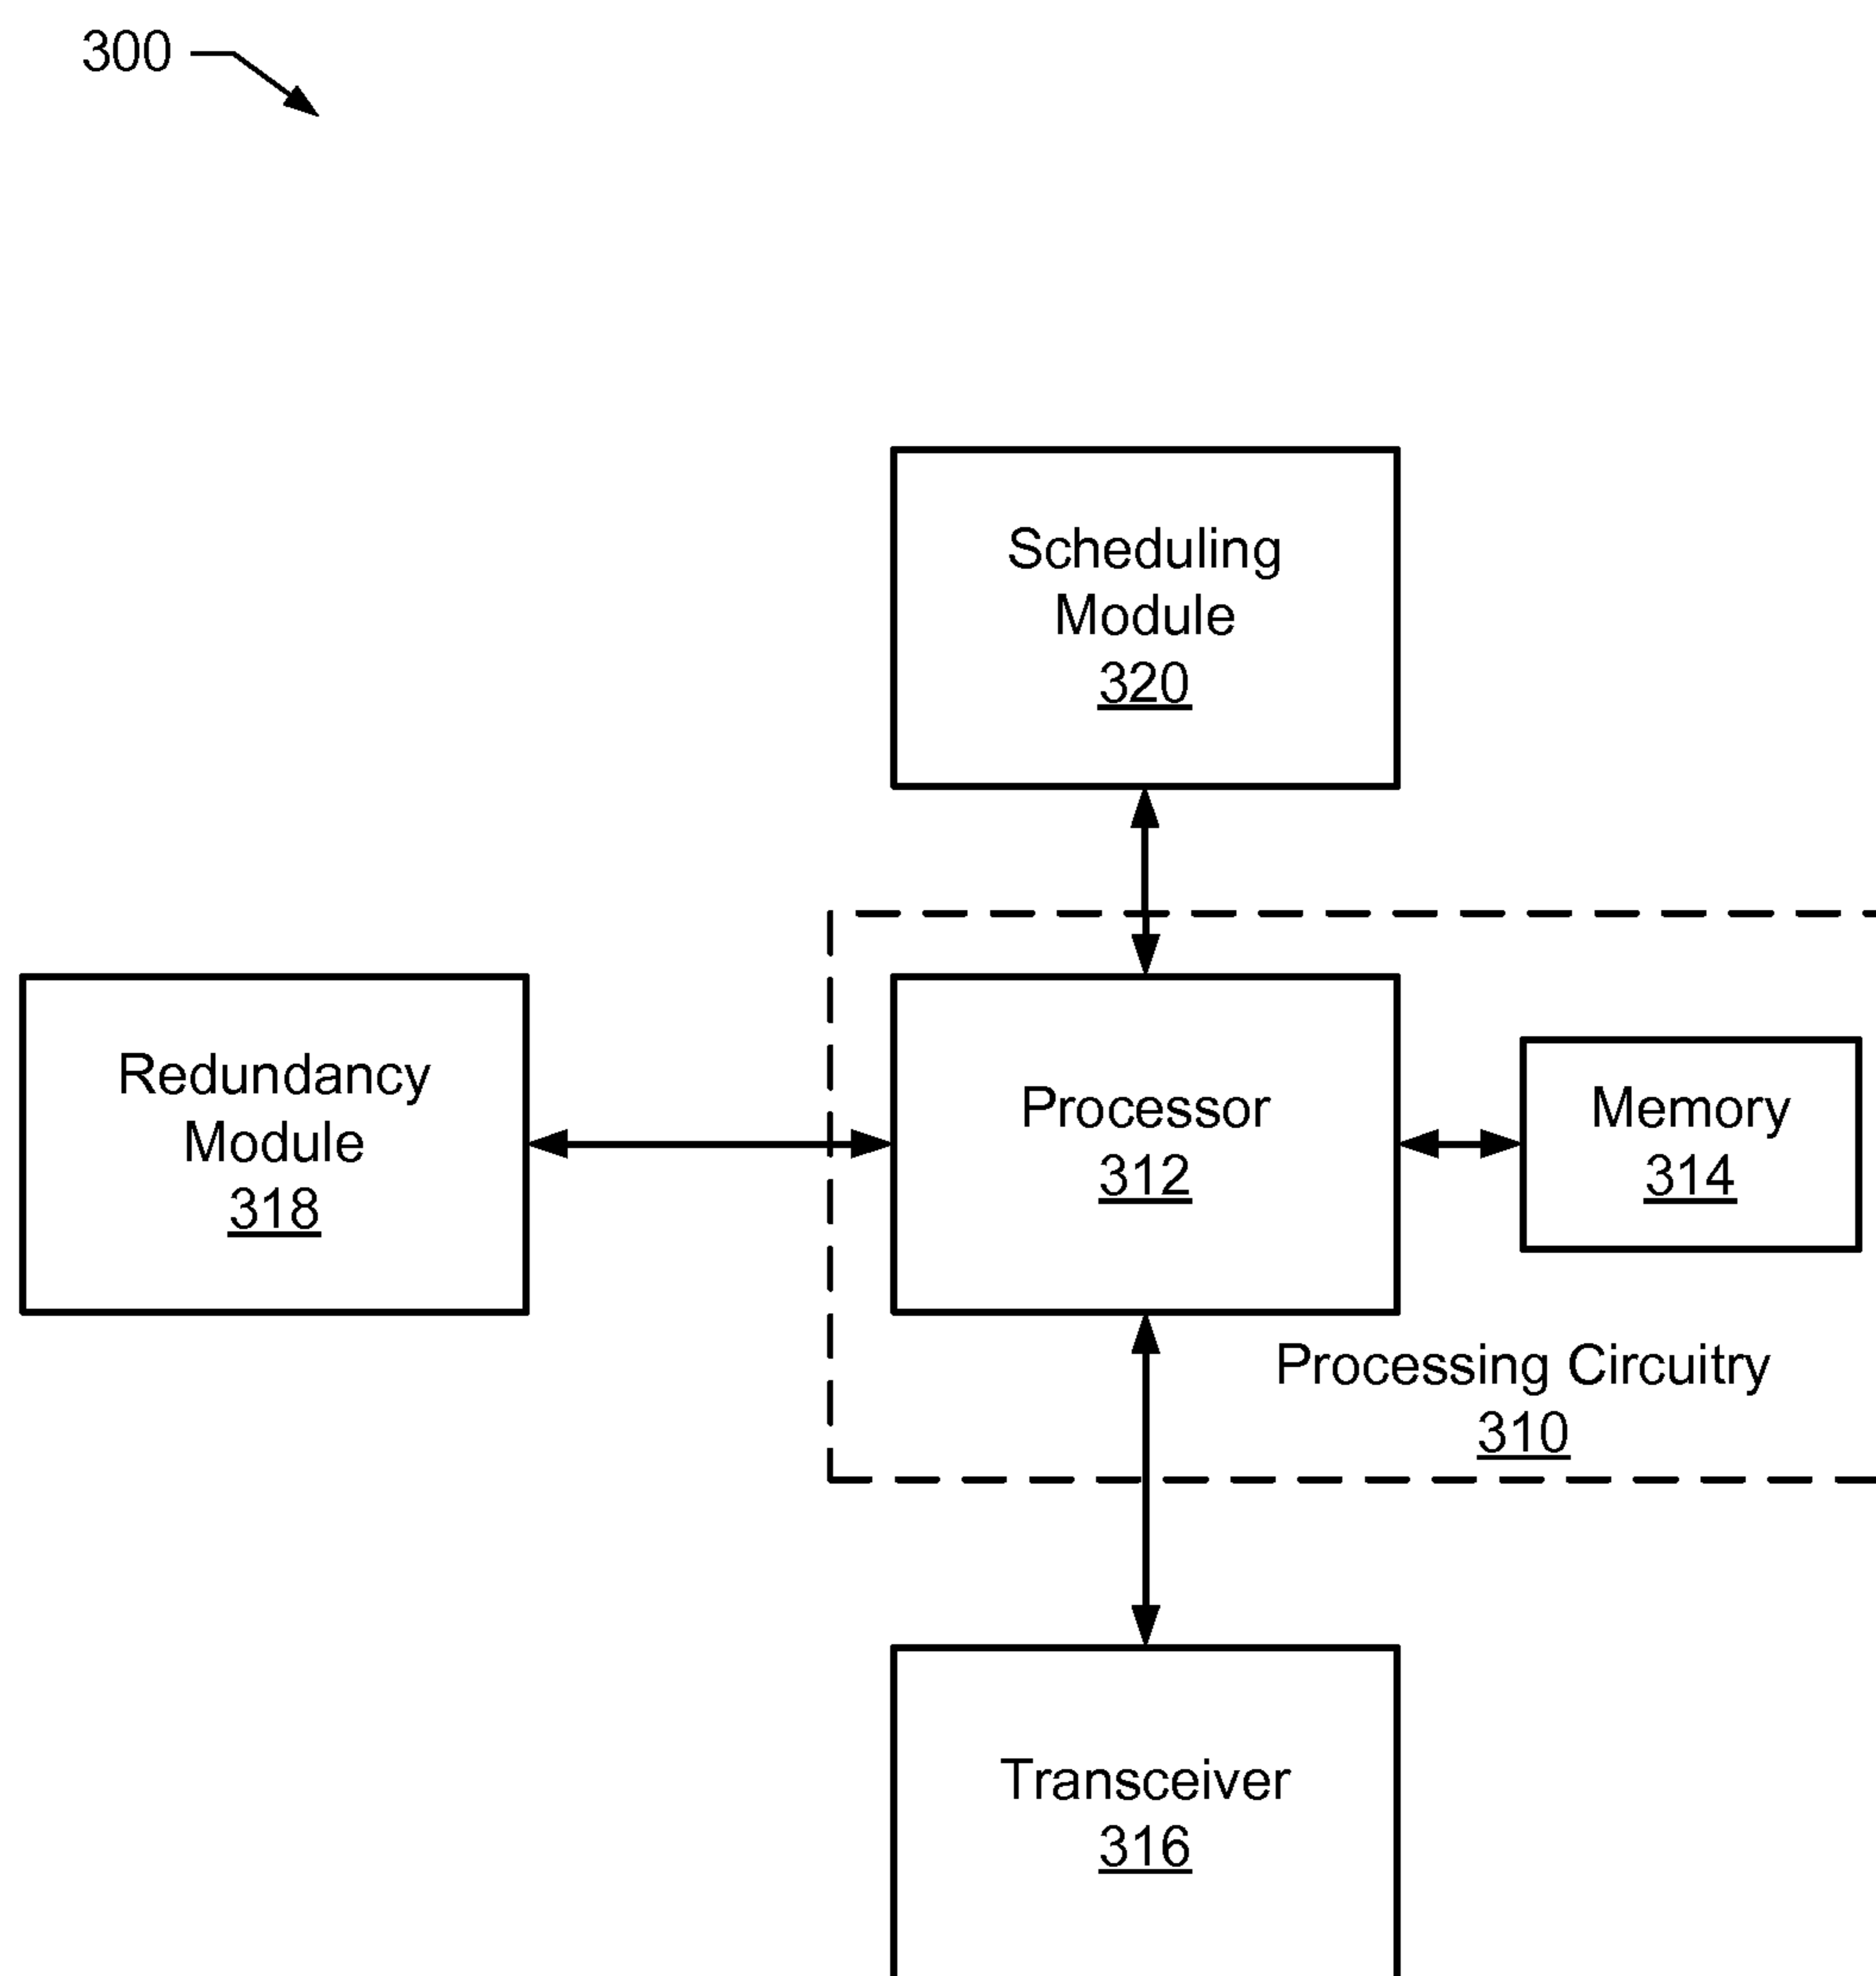 300
Scheduling
Module
320
Redundancy
Module
318
Processor
312
Memory
314
Processing Circuitry
310
Transceiver
316